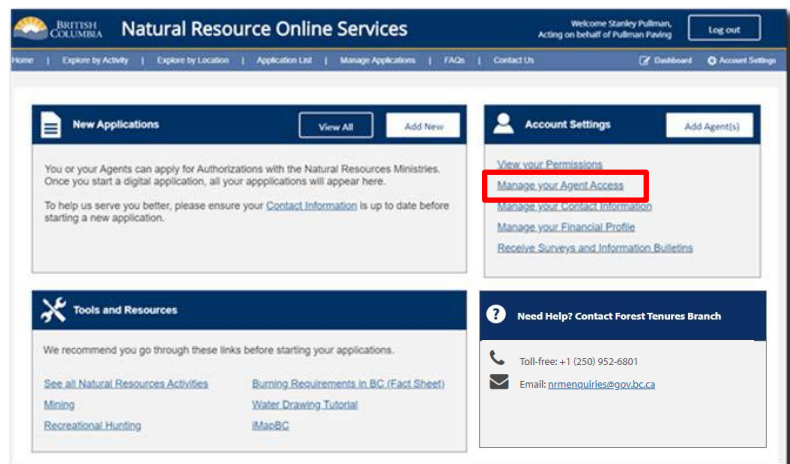 BRITISH
COLUMBIA
Natural Resource Online Services
Welcome Stanley Pullman,
Acting on behalf of Pullman Paving
Log out
Home | Explore by Activity | Explore by Location | Application List | Manage Applications | FAQs | Contact Us
Dashboard
Account Settings
New Applications
View All
Add New
You or your Agents can apply for Authorizations with the Natural Resources Ministries.
Once you start a digital application, all your appplications will appear here.
To help us serve you better, please ensure your Contact Information is up to date before
starting a new application.
Account Settings
Add Agent(s)
View your Permissions
Manage your Agent Access
Manage your Contact Information
Manage your Financial Profile
Receive Surveys and Information Bulletins
Tools and Resources
We recommend you go through these links before starting your applications.
See all Natural Resources Activities
Burning Requirements in BC (Fact Sheet)
Mining
Water Drawing Tutorial
Recreational Hunting
iMapBC
? Need Help? Contact Forest Tenures Branch
Toll-free: +1 (250) 952-6801
Email: nrmenquiries@gov.bc.ca